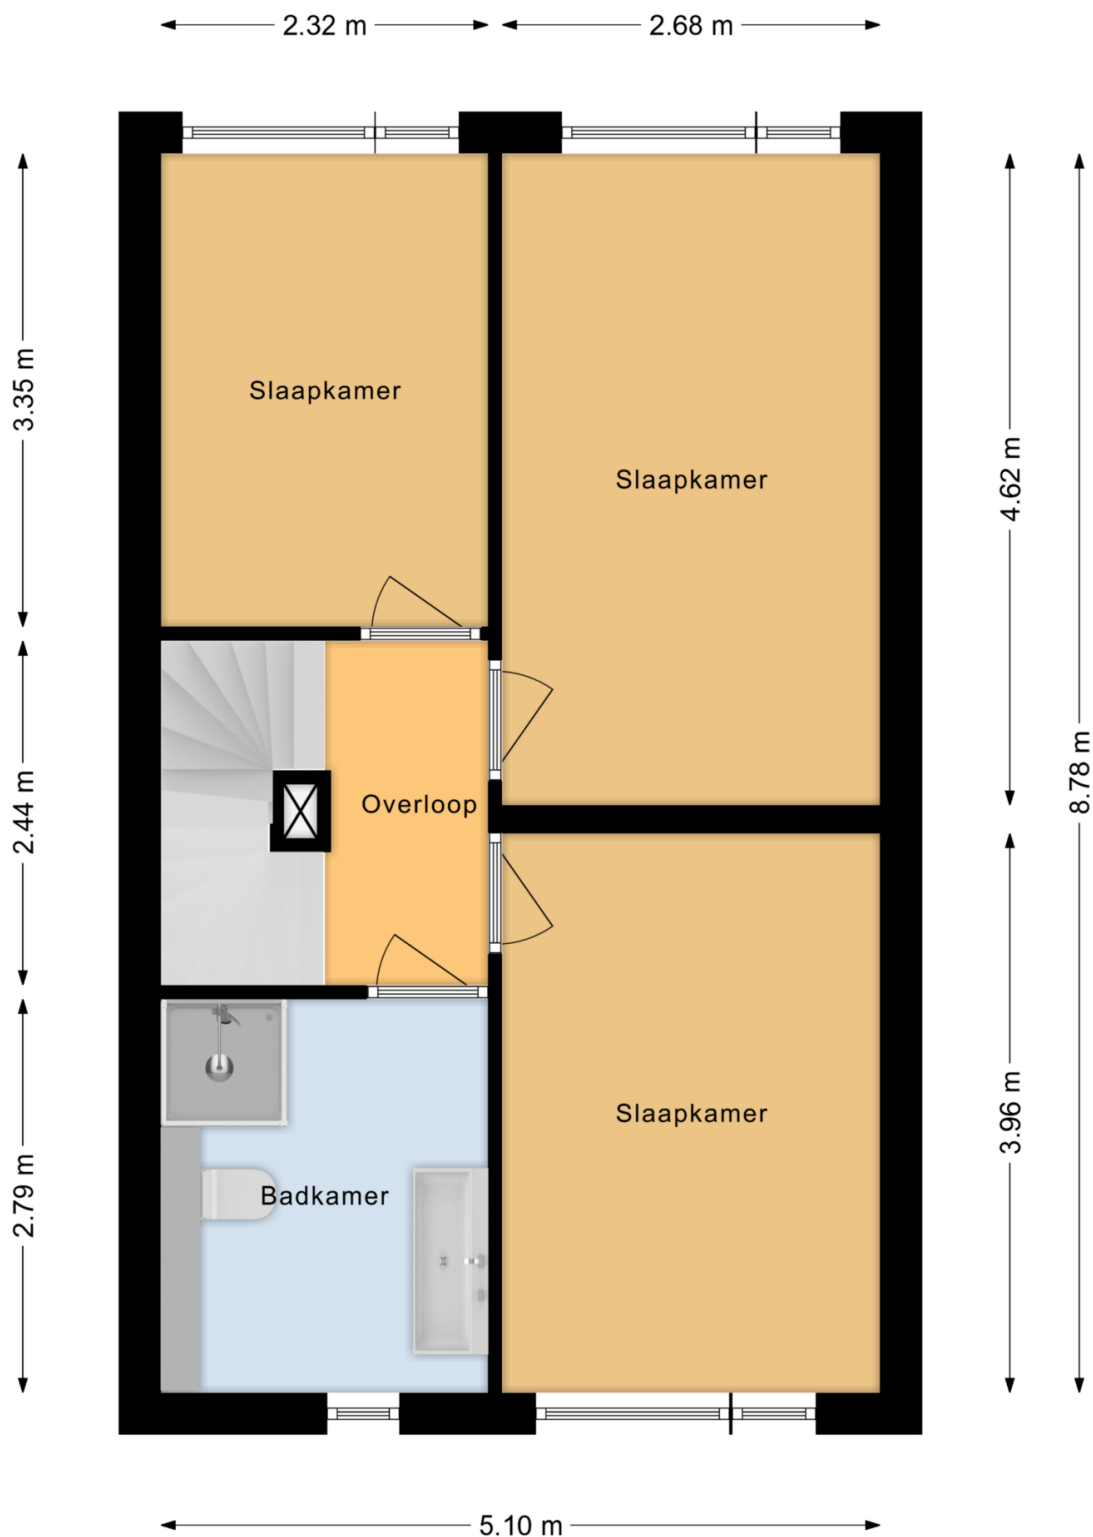 2.32 m
2.68 m
3.35 m
Slaapkamer
Slaapkamer
4.62 m
8.78 m
2.44 m
Overloop
Slaapkamer
3.96 m
2.79 m
Badkamer
5.10 m